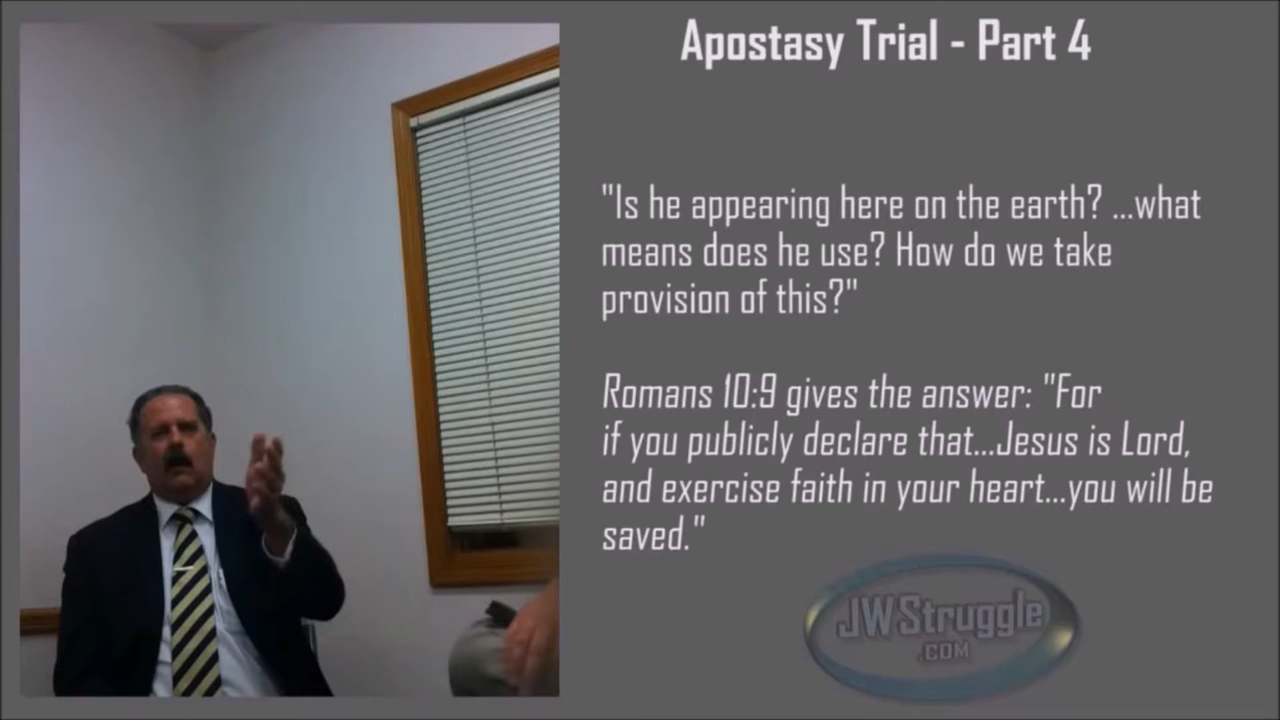 Apostasy Trial - Part 4
"Is he appearing here on the earth? ...what
means does he use? How do we take
provision of this?"
Romans 10:9 gives the answer: "For
if you publicly declare that...Jesus is Lord,
and exercise faith in your heart...you will be
saved."
JWStruggle
.COM